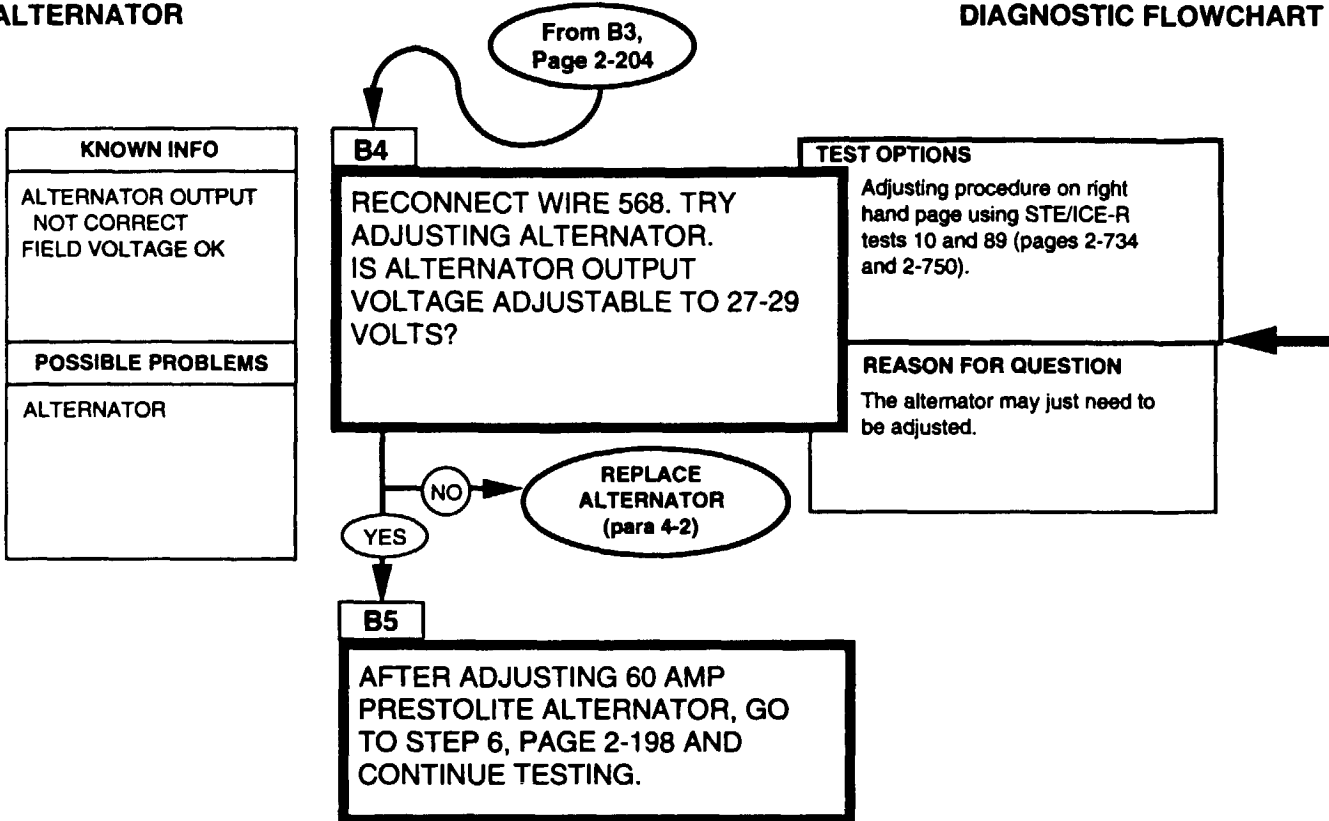 ALTERNATOR
DIAGNOSTIC FLOWCHART
From B3,
Page 2-204
KNOWN INFO
ALTERNATOR OUTPUT
NOT CORRECT
FIELD VOLTAGE OK
POSSIBLE PROBLEMS
ALTERNATOR
B4
RECONNECT WIRE 568. TRY
ADJUSTING ALTERNATOR.
IS ALTERNATOR OUTPUT
VOLTAGE ADJUSTABLE TO 27-29
VOLTS?
TEST OPTIONS
Adjusting procedure on right
hand page using STE/ICE-R
tests 10 and 89 (pages 2-734
and 2-750).
REASON FOR QUESTION
The alternator may just need to
be adjusted.
NO
REPLACE
ALTERNATOR
(para 4-2)
YES
B5
AFTER ADJUSTING 60 AMP
PRESTOLITE ALTERNATOR, GO
TO STEP 6, PAGE 2-198 AND
CONTINUE TESTING.